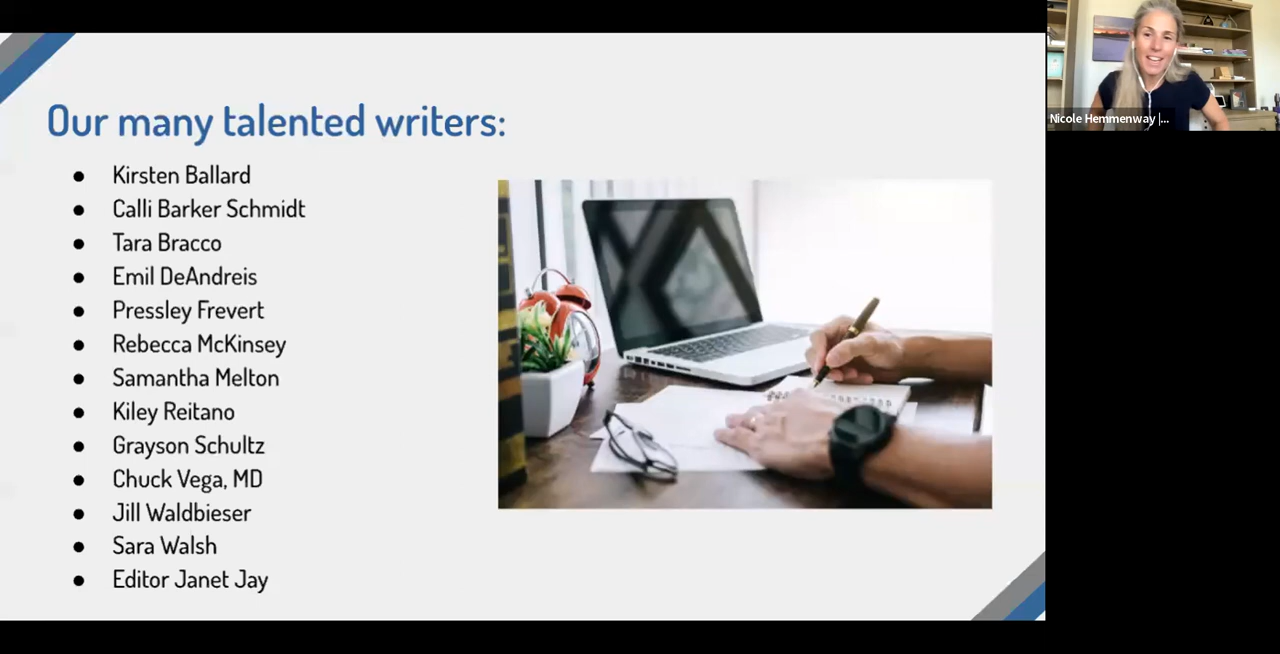 Our many talented writers:
● Kirsten Ballard
● Calli Barker Schmidt
● Tara Bracco
● Emil DeAndreis
● Pressley Frevert
● Rebecca McKinsey
● Samantha Melton
● Kiley Reitano
● Grayson Schultz
● Chuck Vega, MD
● Jill Waldbieser
● Sara Walsh
● Editor Janet Jay
Nicole Hemmenway |...